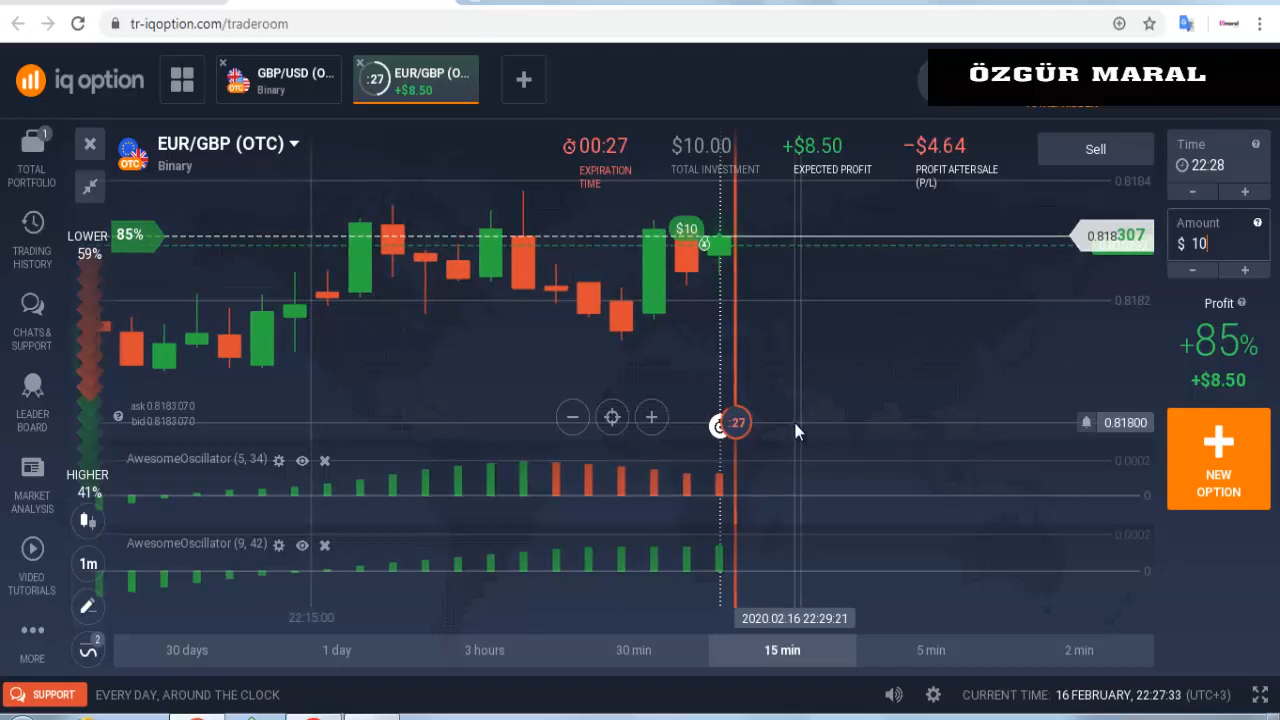 tr-iqoption.com/traderoom
iq option
GBP/USD (O...
Binary
:27
EUR/GBP (O...
+$8.50
ÖZGÜR MARAL
TOTAL PORTFOLIO
1
TRADING HISTORY
CHATS & SUPPORT
LEADER BOARD
MARKET ANALYSIS
VIDEO TUTORIALS
MORE
EUR/GBP (OTC)
Binary
OTC
00:27
EXPIRATION TIME
$10.00
TOTAL INVESTMENT
+$8.50
EXPECTED PROFIT
−$4.64
PROFIT AFTER SALE (P/L)
Sell
Time
22:28
Amount
$ 10
Profit
+85%
+$8.50
NEW OPTION
LOWER
59%
85%
$10
0.8184
0.818307
0.8182
0.81800
ask 0.8183070
bid 0.8183070
:27
HIGHER
41%
AwesomeOscillator (5, 34)
0.0002
0
AwesomeOscillator (9, 42)
0.0002
0
1m
2
22:15:00
2020.02.16 22:29:21
30 days
1 day
3 hours
30 min
15 min
5 min
2 min
SUPPORT
EVERY DAY, AROUND THE CLOCK
CURRENT TIME: 16 FEBRUARY, 22:27:33 (UTC+3)